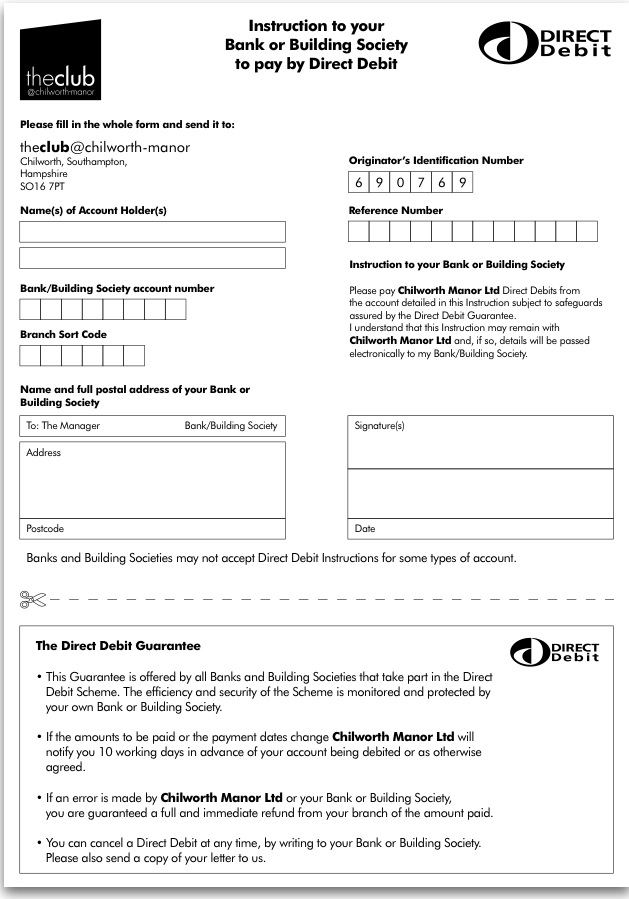 theclub
@chilworth-manor
Instruction to your
Bank or Building Society
to pay by Direct Debit
DIRECT
Debit
Please fill in the whole form and send it to:
theclub@chilworth-manor
Chilworth, Southampton,
Hampshire
SO16 7PT
Originator's Identification Number
6 9 0 7 6 9
Name(s) of Account Holder(s)
Reference Number
Bank/Building Society account number
Branch Sort Code
Instruction to your Bank or Building Society
Please pay Chilworth Manor Ltd Direct Debits from
the account detailed in this Instruction subject to safeguards
assured by the Direct Debit Guarantee.
I understand that this Instruction may remain with
Chilworth Manor Ltd and, if so, details will be passed
electronically to my Bank/Building Society.
Name and full postal address of your Bank or
Building Society
To: The Manager Bank/Building Society
Address
Postcode
Signature(s)
Date
Banks and Building Societies may not accept Direct Debit Instructions for some types of account.
The Direct Debit Guarantee
DIRECT
Debit
• This Guarantee is offered by all Banks and Building Societies that take part in the Direct
Debit Scheme. The efficiency and security of the Scheme is monitored and protected by
your own Bank or Building Society.
• If the amounts to be paid or the payment dates change Chilworth Manor Ltd will
notify you 10 working days in advance of your account being debited or as otherwise
agreed.
• If an error is made by Chilworth Manor Ltd or your Bank or Building Society,
you are guaranteed a full and immediate refund from your branch of the amount paid.
• You can cancel a Direct Debit at any time, by writing to your Bank or Building Society.
Please also send a copy of your letter to us.